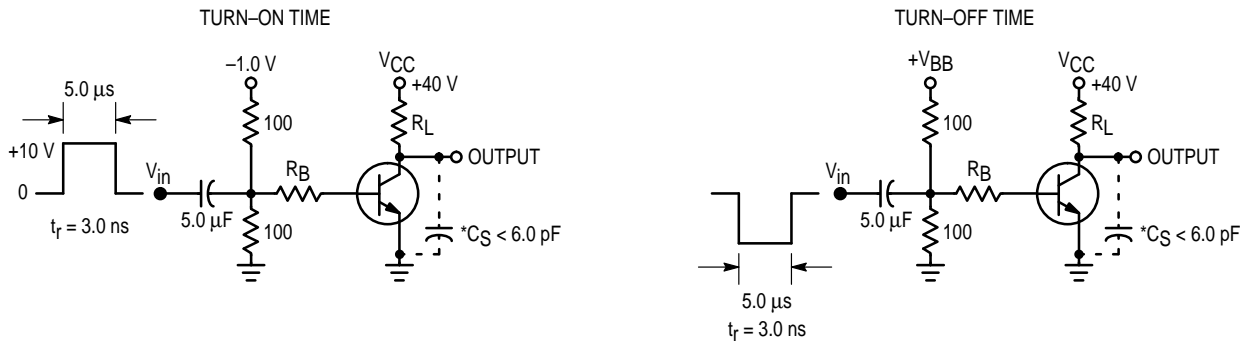 TURN–ON TIME
–1.0 V
VCC
+40 V
5.0 μs
100
RL
+10 V
OUTPUT
Vin
RB
0
5.0 μF
tr = 3.0 ns
100
*CS < 6.0 pF
TURN–OFF TIME
+VBB
VCC
+40 V
100
RL
OUTPUT
Vin
RB
5.0 μF
100
*CS < 6.0 pF
5.0 μs
tr = 3.0 ns